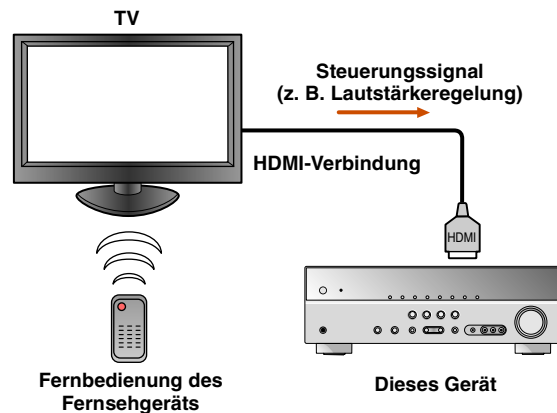 TV
Steuerungssignal
(z. B. Lautstärkeregelung)
HDMI-Verbindung
HDMI
Fernbedienung des
Fernsehgeräts
Dieses Gerät